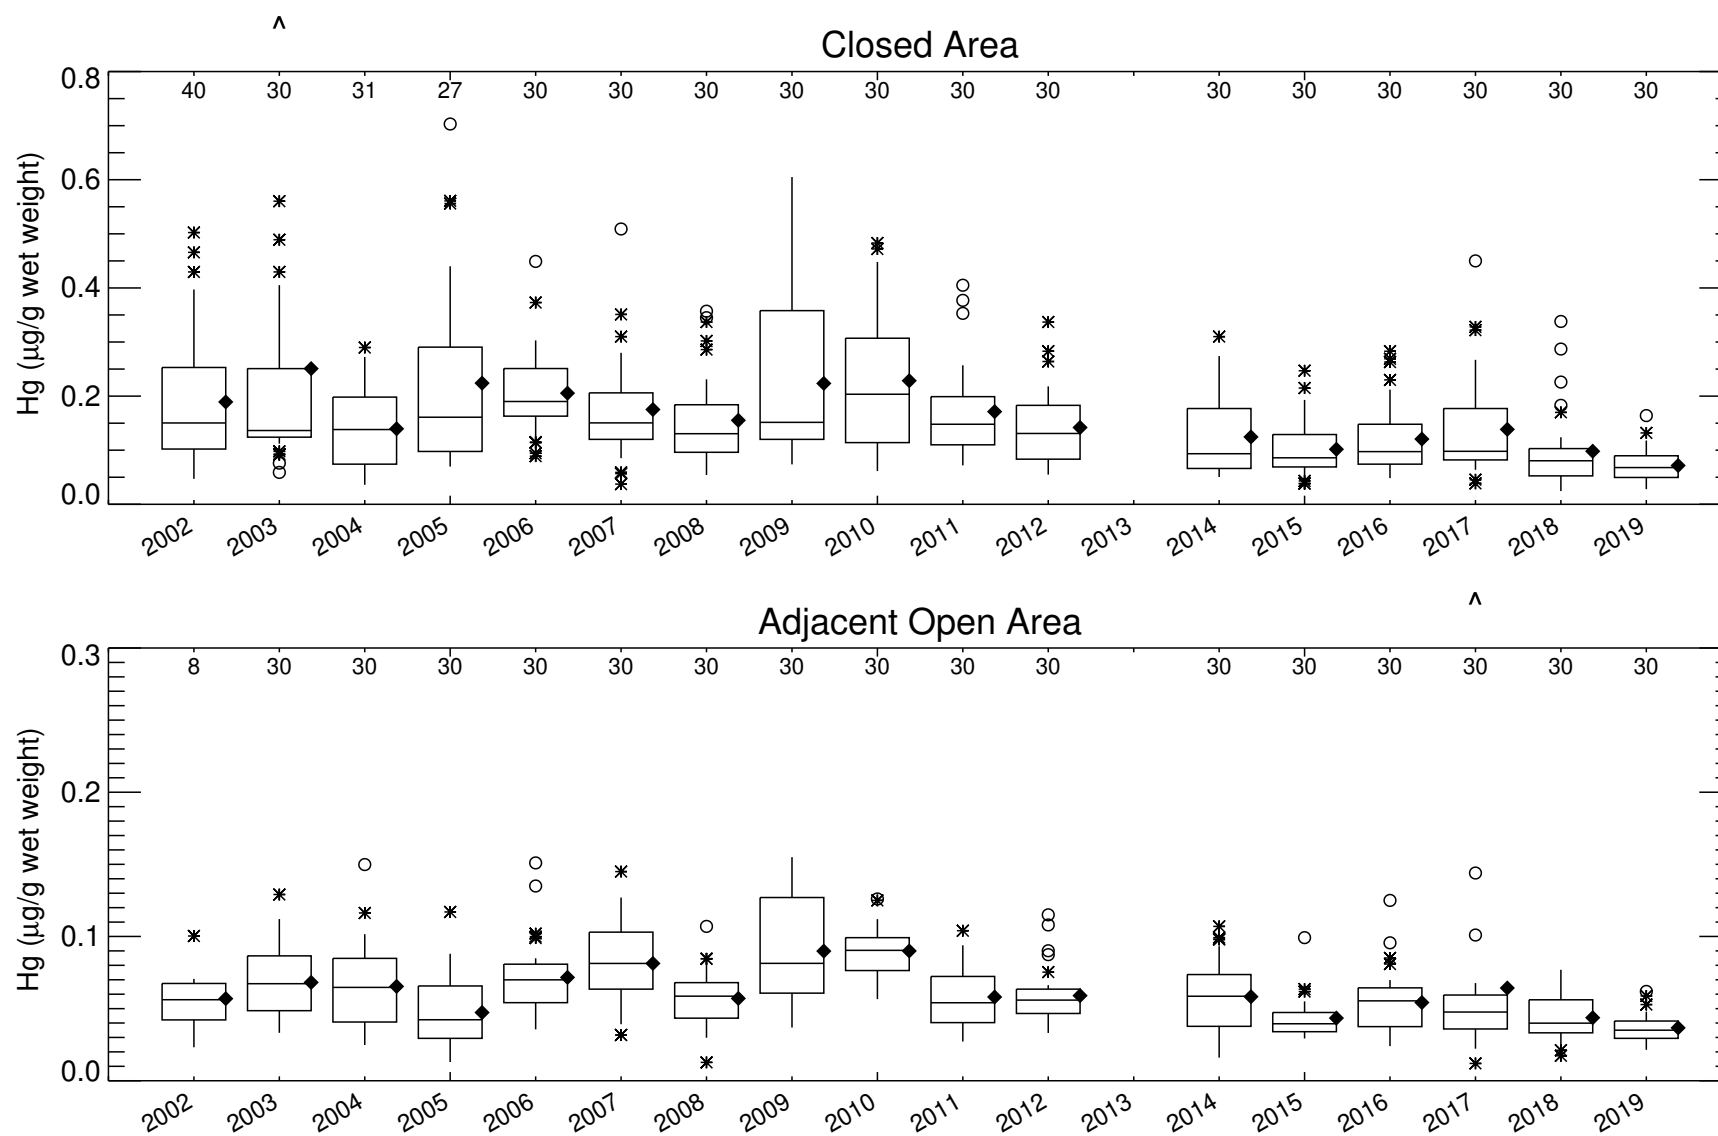 ^
Closed Area
0.8
40 30 31 27 30 30 30 30 30 30 30 30 30 30 30 30 30
0.6
0.4
0.2
0.0
Hg (µg/g wet weight)
2002 2003 2004 2005 2006 2007 2008 2009 2010 2011 2012 2013 2014 2015 2016 2017 2018 2019
^
Adjacent Open Area
0.3
8 30 30 30 30 30 30 30 30 30 30 30 30 30 30 30 30
0.2
0.1
0.0
Hg (µg/g wet weight)
2002 2003 2004 2005 2006 2007 2008 2009 2010 2011 2012 2013 2014 2015 2016 2017 2018 2019